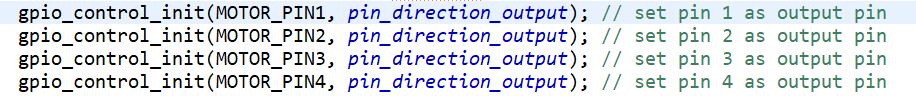 gpio_control_init(MOTOR_PIN1, pin_direction_output); // set pin 1 as output pin
gpio_control_init(MOTOR_PIN2, pin_direction_output); // set pin 2 as output pin
gpio_control_init(MOTOR_PIN3, pin_direction_output); // set pin 3 as output pin
gpio_control_init(MOTOR_PIN4, pin_direction_output); // set pin 4 as output pin